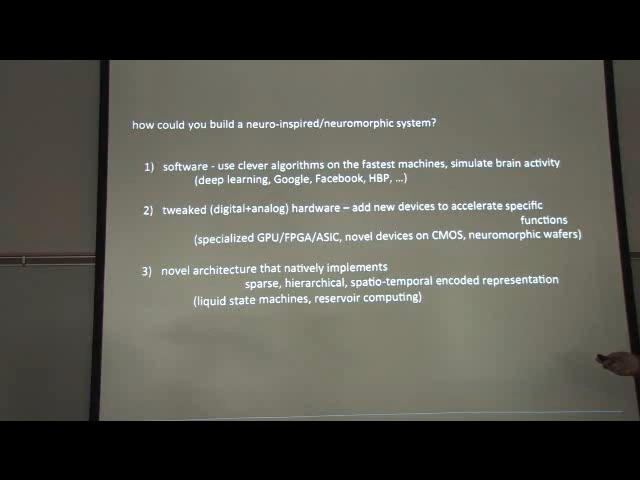 how could you build a neuro-inspired/neuromorphic system?
1) software - use clever algorithms on the fastest machines, simulate brain activity
(deep learning, Google, Facebook, HBP, ...)
2) tweaked (digital+analog) hardware – add new devices to accelerate specific
functions
(specialized GPU/FPGA/ASIC, novel devices on CMOS, neuromorphic wafers)
3) novel architecture that natively implements
sparse, hierarchical, spatio-temporal encoded representation
(liquid state machines, reservoir computing)